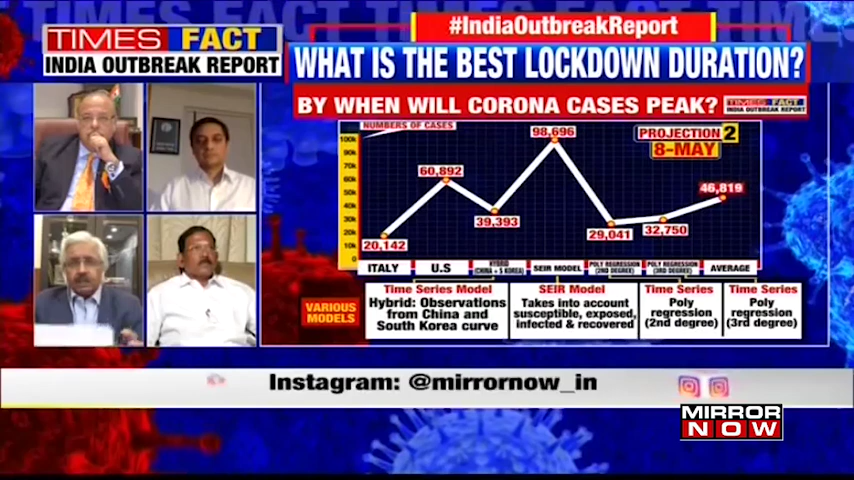 #IndiaOutbreakReport
TIMES FACT
INDIA OUTBREAK REPORT
WHAT IS THE BEST LOCKDOWN DURATION?
BY WHEN WILL CORONA CASES PEAK?
TIMES FACT
INDIA OUTBREAK REPORT
NUMBERS OF CASES
PROJECTION 2
8-MAY
100k
90k
80k
70k
60k
50k
40k
30k
20k
10k
0
20,142
60,892
39,393
98,696
29,041
32,750
46,819
ITALY
U.S
HYBRID
(CHINA + S KOREA)
SEIR MODEL
POLY REGRESSION
(2ND DEGREE)
POLY REGRESSION
(3RD DEGREE)
AVERAGE
VARIOUS
MODELS
Time Series Model
Hybrid: Observations
from China and
South Korea curve
SEIR Model
Takes into account
susceptible, exposed,
infected & recovered
Time Series
Poly
regression
(2nd degree)
Time Series
Poly
regression
(3rd degree)
Instagram: @mirrornow_in
MIRROR
NOW